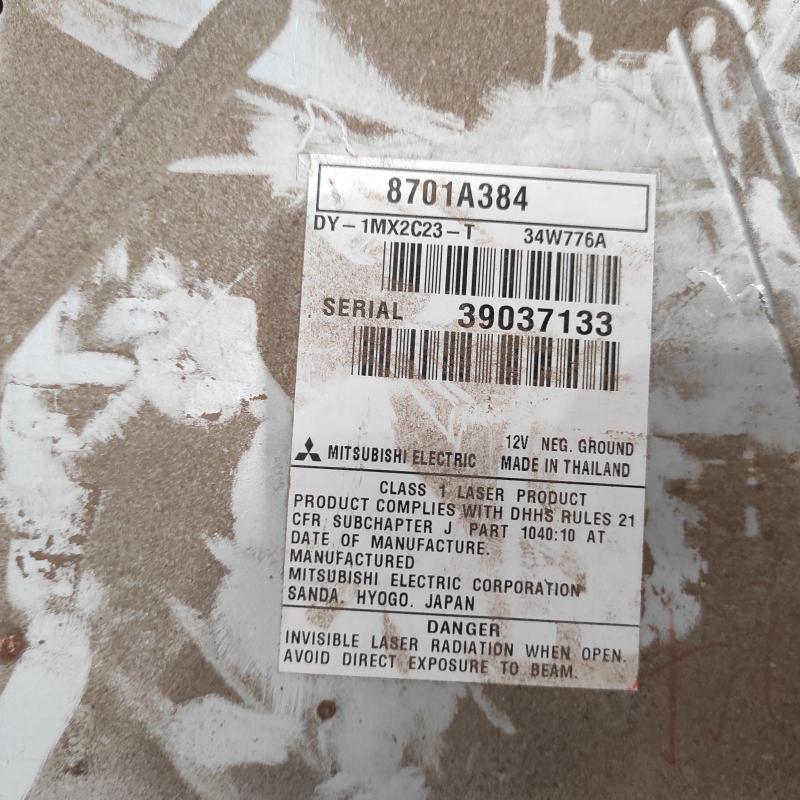 8701A384
DY-1MX2C23-T 34W776A
SERIAL 39037133
12V NEG. GROUND
MITSUBISHI ELECTRIC MADE IN THAILAND
CLASS 1 LASER PRODUCT
PRODUCT COMPLIES WITH DHHS RULES 21
CFR SUBCHAPTER J PART 1040:10 AT
DATE OF MANUFACTURE.
MANUFACTURED
MITSUBISHI ELECTRIC CORPORATION
SANDA. HYOGO. JAPAN
DANGER
INVISIBLE LASER RADIATION WHEN OPEN.
AVOID DIRECT EXPOSURE TO BEAM.